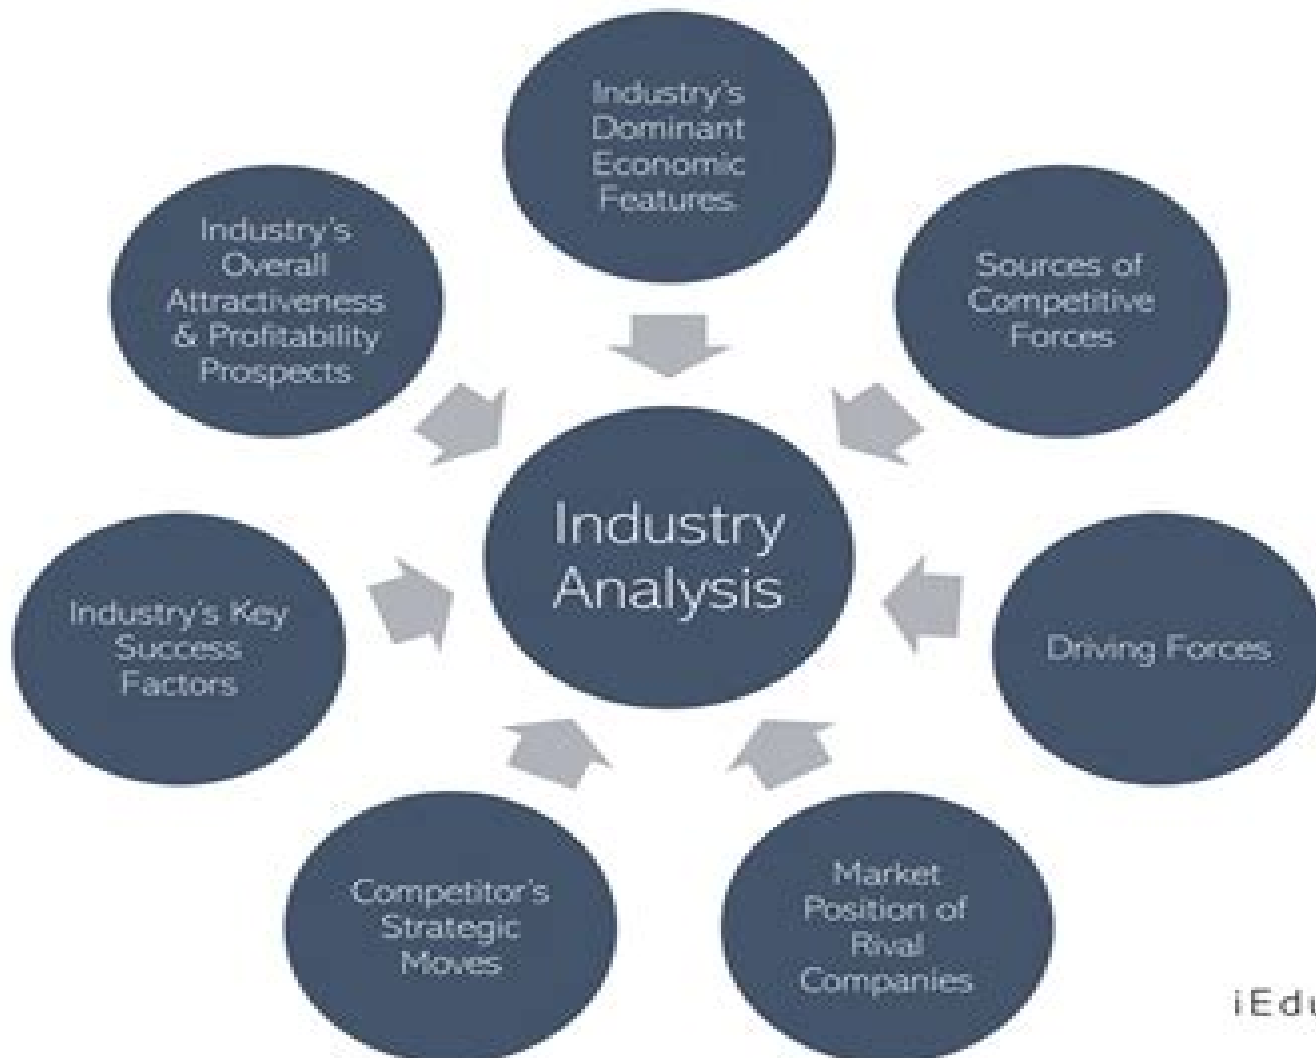 Industry's
Dominant
Economic
Features.
Sources of
Competitive
Forces
Driving Forces
Market
Position of
Rival
Companies
Competitor's
Strategic
Moves
Industry's Key
Success
Factors
Industry's
Overall
Attractiveness
& Profitability
Prospects
Industry
Analysis
iEdu